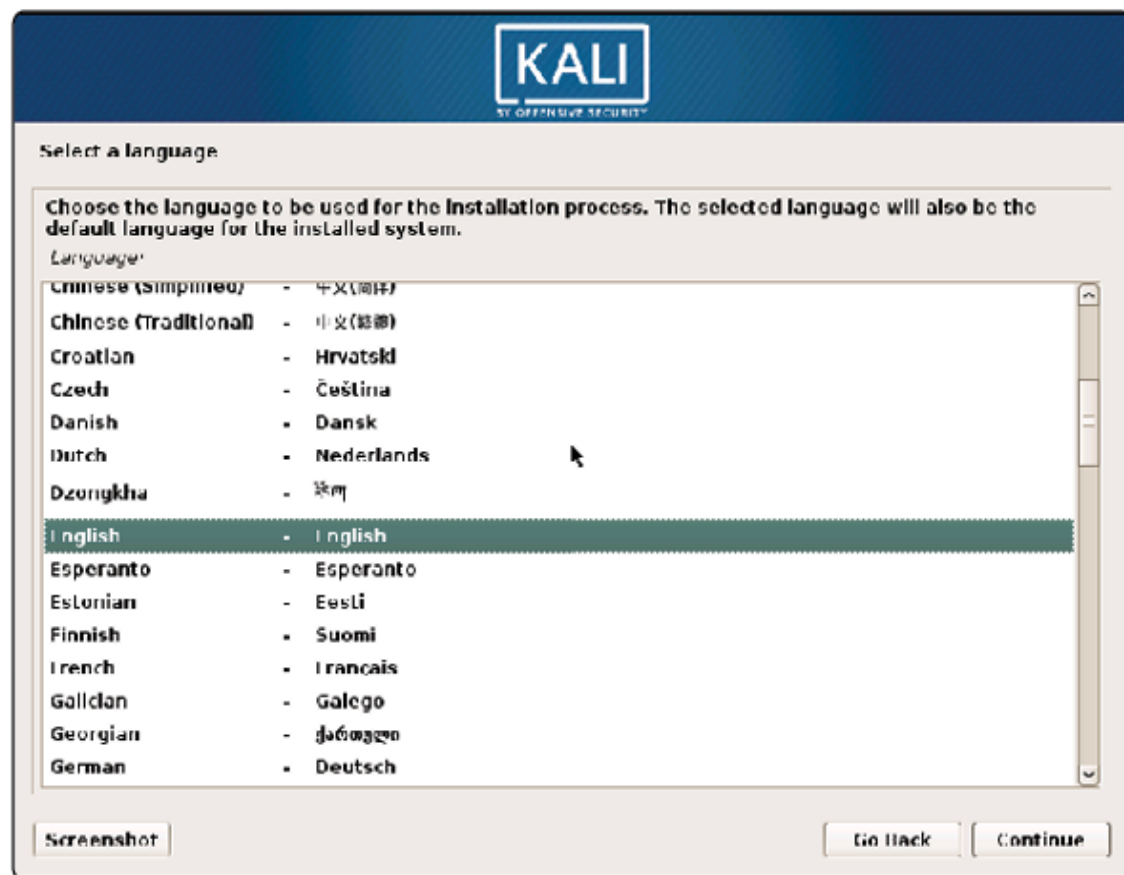 KALI
BY OFFENSIVE SECURITY
Select a language
Choose the language to be used for the installation process. The selected language will also be the
default language for the installed system.
Language:
Chinese (Simplified) - 中文(简体)
Chinese (Traditional) - 中文(繁體)
Croatian - Hrvatski
Czech - Čeština
Danish - Dansk
Dutch - Nederlands
Dzongkha -
English - English
Esperanto - Esperanto
Estonian - Eesti
Finnish - Suomi
French - Français
Galician - Galego
Georgian - ქართული
German - Deutsch
Screenshot
Go Back
Continue